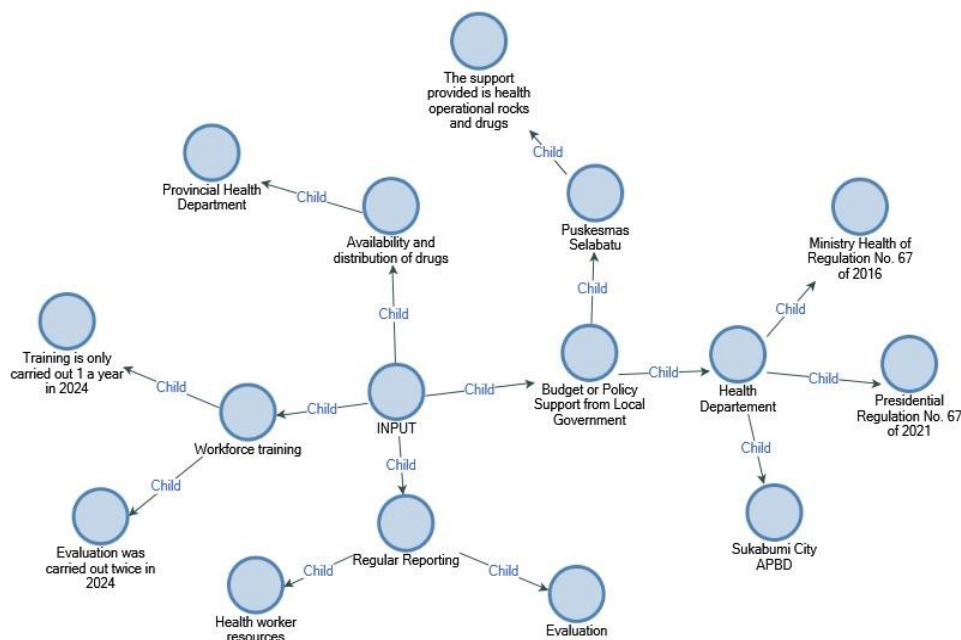 The support
provided is health
operational rocks
and drugs
Child
Provincial Health
Department
Child
Availability and
distribution of drugs
Puskesmas
Selabatu
Ministry Health of
Regulation No. 67
of 2016
Child
Child
Child
Training is only
carried out 1 a year
in 2024
Child
Child
INPUT
Child
Budget or Policy
Support from Local
Government
Child
Health
Departement
Child
Presidential
Regulation No. 67
of 2021
Workforce training
Child
Child
Child
Evaluation was
carried out twice in
2024
Regular Reporting
Sukabumi City
APBD
Child
Child
Health worker
resources
Evaluation